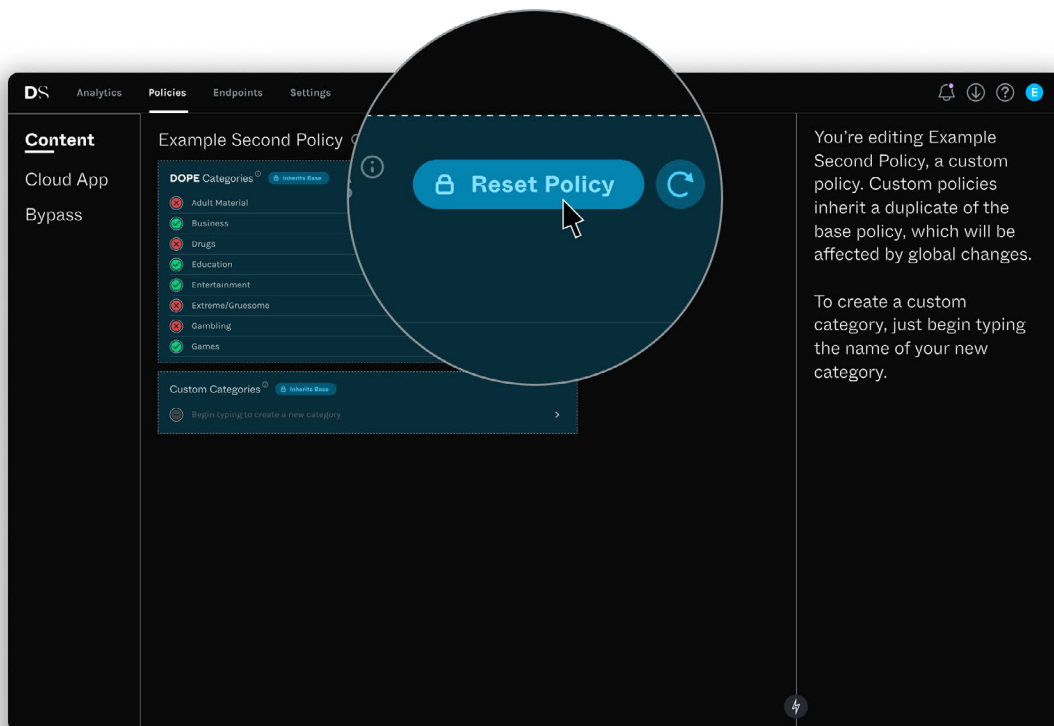 DS
Analytics
Policies
Endpoints
Settings
E
Content
Cloud App
Bypass
Example Second Policy
DOPE Categories
Inherits Base
Adult Material
Business
Drugs
Education
Entertainment
Extreme/Gruesome
Gambling
Games
Custom Categories
Inherits Base
Begin typing to create a new category
Reset Policy
You're editing Example
Second Policy, a custom
policy. Custom policies
inherit a duplicate of the
base policy, which will be
affected by global changes.
To create a custom
category, just begin typing
the name of your new
category.